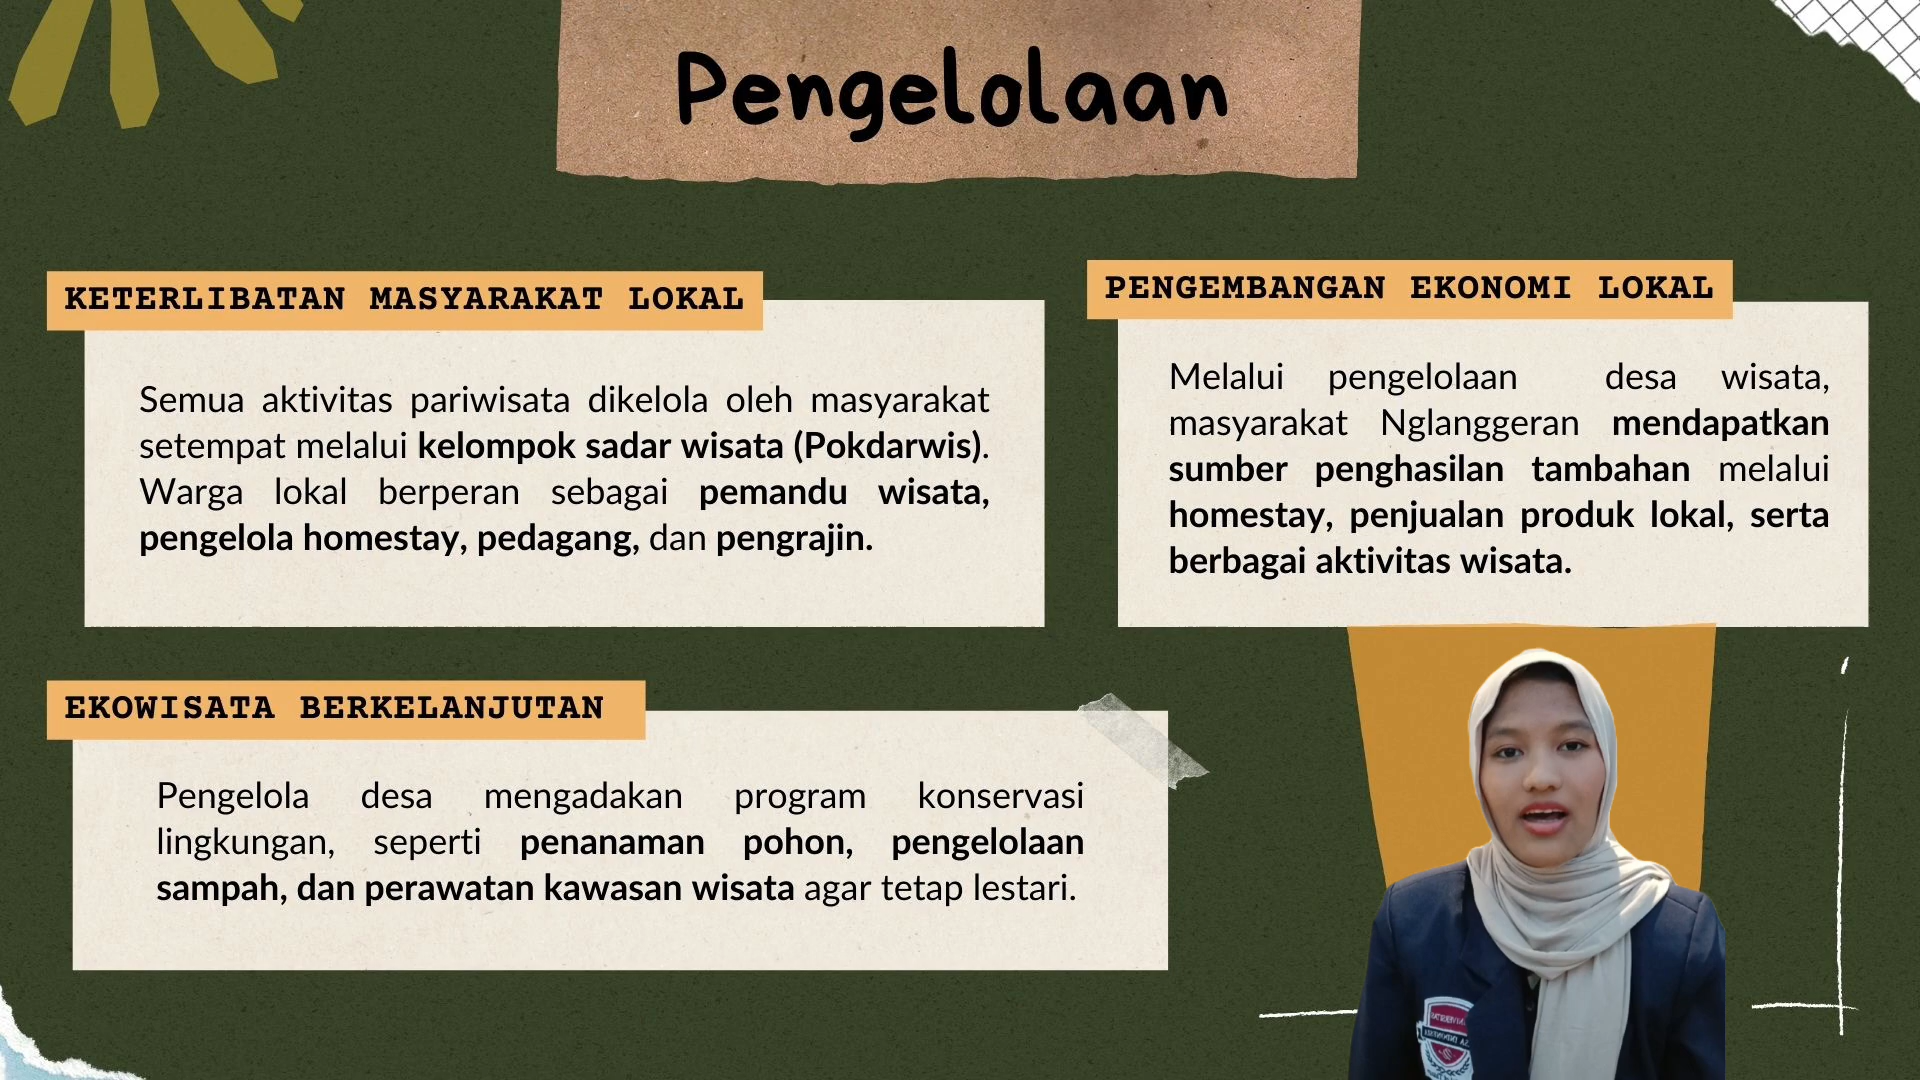 Pengelolaan
KETERLIBATAN MASYARAKAT LOKAL
Semua aktivitas pariwisata dikelola oleh masyarakat
setempat melalui kelompok sadar wisata (Pokdarwis).
Warga lokal berperan sebagai pemandu wisata,
pengelola homestay, pedagang, dan pengrajin.
PENGEMBANGAN EKONOMI LOKAL
Melalui pengelolaan desa wisata,
masyarakat Nglanggeran mendapatkan
sumber penghasilan tambahan melalui
homestay, penjualan produk lokal, serta
berbagai aktivitas wisata.
EKOWISATA BERKELANJUTAN
Pengelola desa mengadakan program konservasi
lingkungan, seperti penanaman pohon, pengelolaan
sampah, dan perawatan kawasan wisata agar tetap lestari.